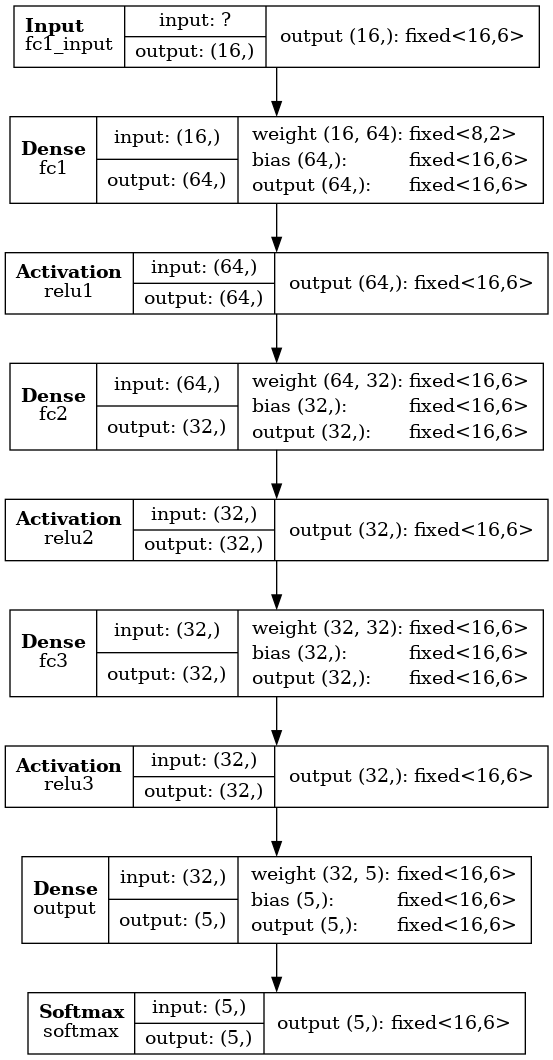 Input
fc1_input
input: ?
output: (16,)
output (16,): fixed<16,6>
Dense
fc1
input: (16,)
output: (64,)
weight (16, 64): fixed<8,2>
bias (64,): fixed<16,6>
output (64,): fixed<16,6>
Activation
relu1
input: (64,)
output: (64,)
output (64,): fixed<16,6>
Dense
fc2
input: (64,)
output: (32,)
weight (64, 32): fixed<16,6>
bias (32,): fixed<16,6>
output (32,): fixed<16,6>
Activation
relu2
input: (32,)
output: (32,)
output (32,): fixed<16,6>
Dense
fc3
input: (32,)
output: (32,)
weight (32, 32): fixed<16,6>
bias (32,): fixed<16,6>
output (32,): fixed<16,6>
Activation
relu3
input: (32,)
output: (32,)
output (32,): fixed<16,6>
Dense
output
input: (32,)
output: (5,)
weight (32, 5): fixed<16,6>
bias (5,): fixed<16,6>
output (5,): fixed<16,6>
Softmax
softmax
input: (5,)
output: (5,)
output (5,): fixed<16,6>